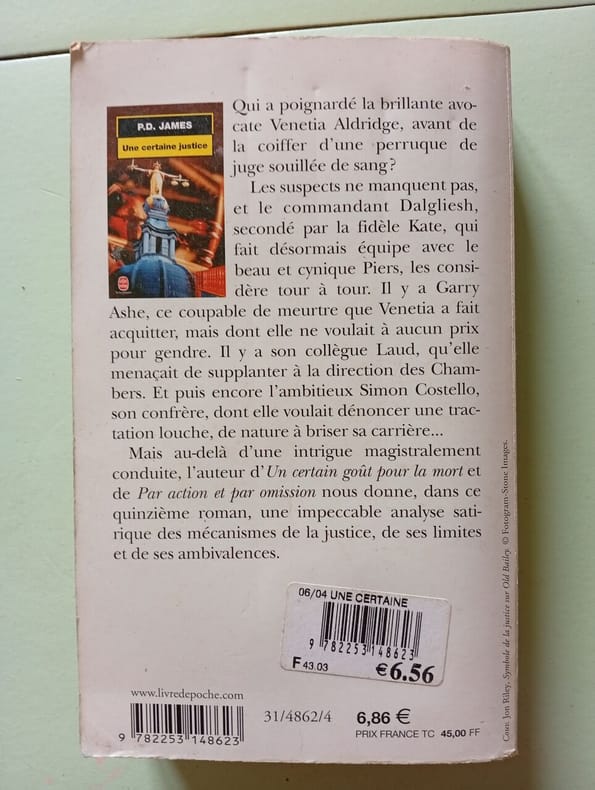 P.D. JAMES
Une certaine justice
Qui a poignardé la brillante avo-
cate Venetia Aldridge, avant de
la coiffer d'une perruque de
juge souillée de sang ?
Les suspects ne manquent pas,
et le commandant Dalgliesh,
secondé par la fidèle Kate, qui
fait désormais équipe avec le
beau et cynique Piers, les consi-
dère tour à tour. Il y a Garry
Ashe, ce coupable de meurtre que Venetia a fait
acquitter, mais dont elle ne voulait à aucun prix
pour gendre. Il y a son collègue Laud, qu'elle
menaçait de supplanter à la direction des Cham-
bers. Et puis encore l'ambitieux Simon Costello,
son confrère, dont elle voulait dénoncer une trac-
tation louche, de nature à briser sa carrière...
Mais au-delà d'une intrigue magistralement
conduite, l'auteur d'Un certain goût pour la mort et
de Par action et par omission nous donne, dans ce
quinzième roman, une impeccable analyse sati-
rique des mécanismes de la justice, de ses limites
et de ses ambivalences.
06/04 UNE CERTAINE
9 782253 148623
F 43.03
€6.56
www.livredepoche.com
9 782253 148623
31/4862/4
6,86 €
PRIX FRANCE TC 45,00 FF
Couv. Jon Riley, Symbole de la justice sur Old Bailey. © Fotogram-Stone Images.